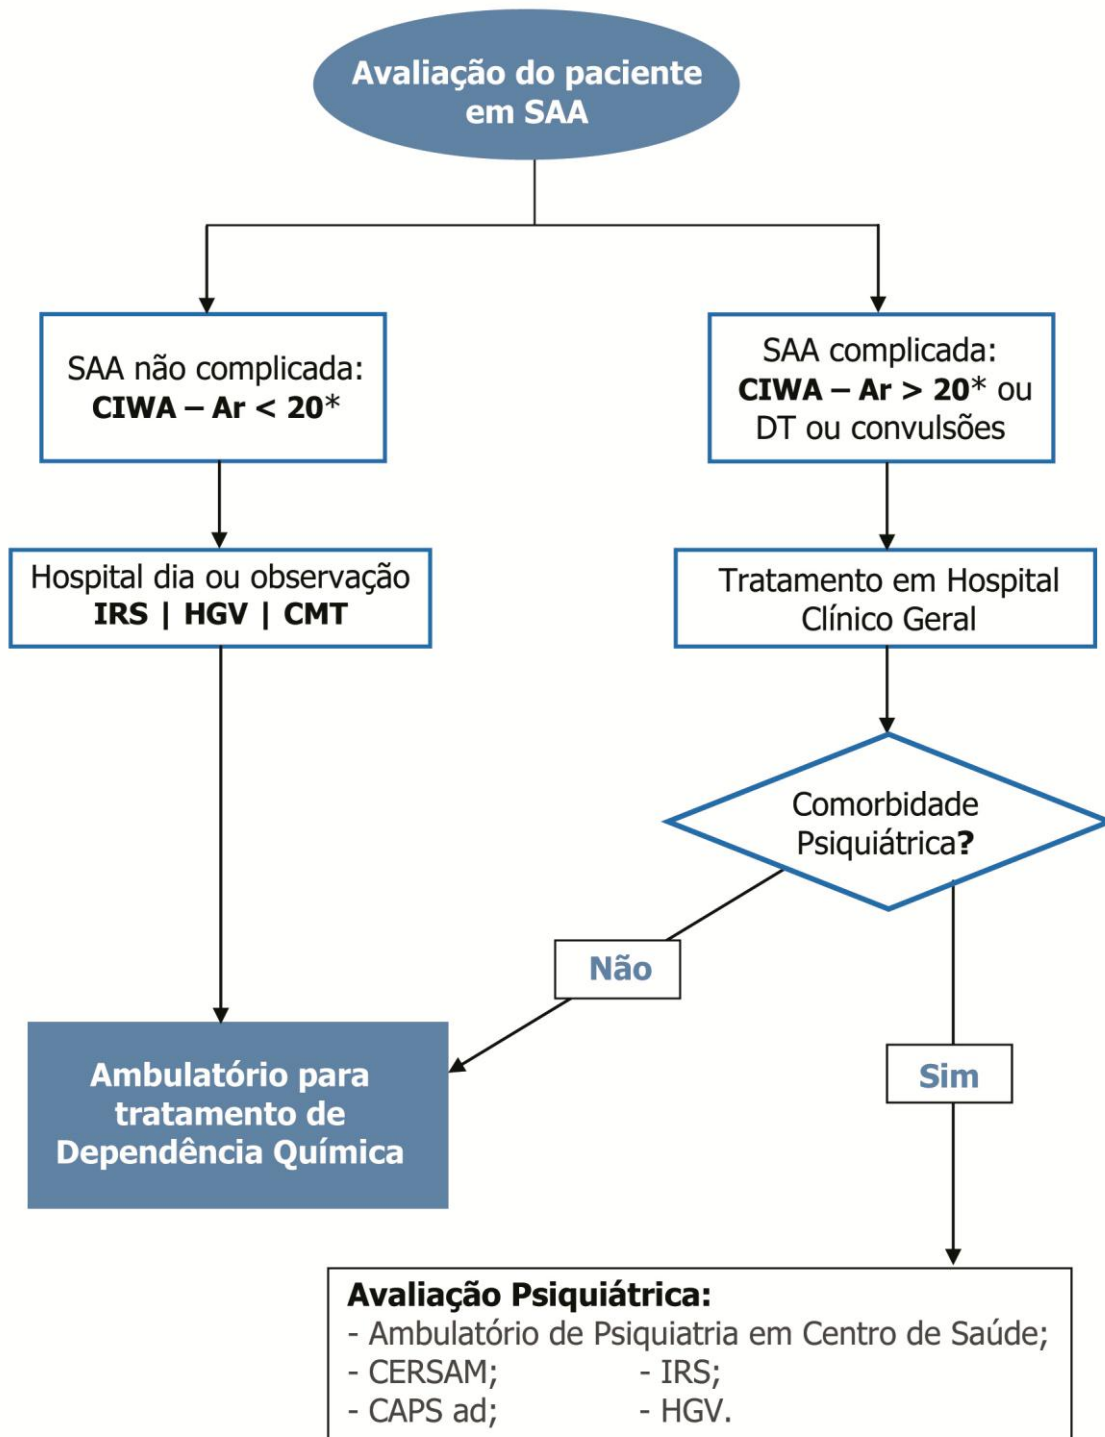 Avaliação do paciente
em SAA
SAA não complicada:
CIWA – Ar < 20*
SAA complicada:
CIWA – Ar > 20* ou
DT ou convulsões
Hospital dia ou observação
IRS | HGV | CMT
Tratamento em Hospital
Clínico Geral
Comorbidade
Psiquiátrica?
Não
Sim
Ambulatório para
tratamento de
Dependência Química
Avaliação Psiquiátrica:
- Ambulatório de Psiquiatria em Centro de Saúde;
- CERSAM; - IRS;
- CAPS ad; - HGV.